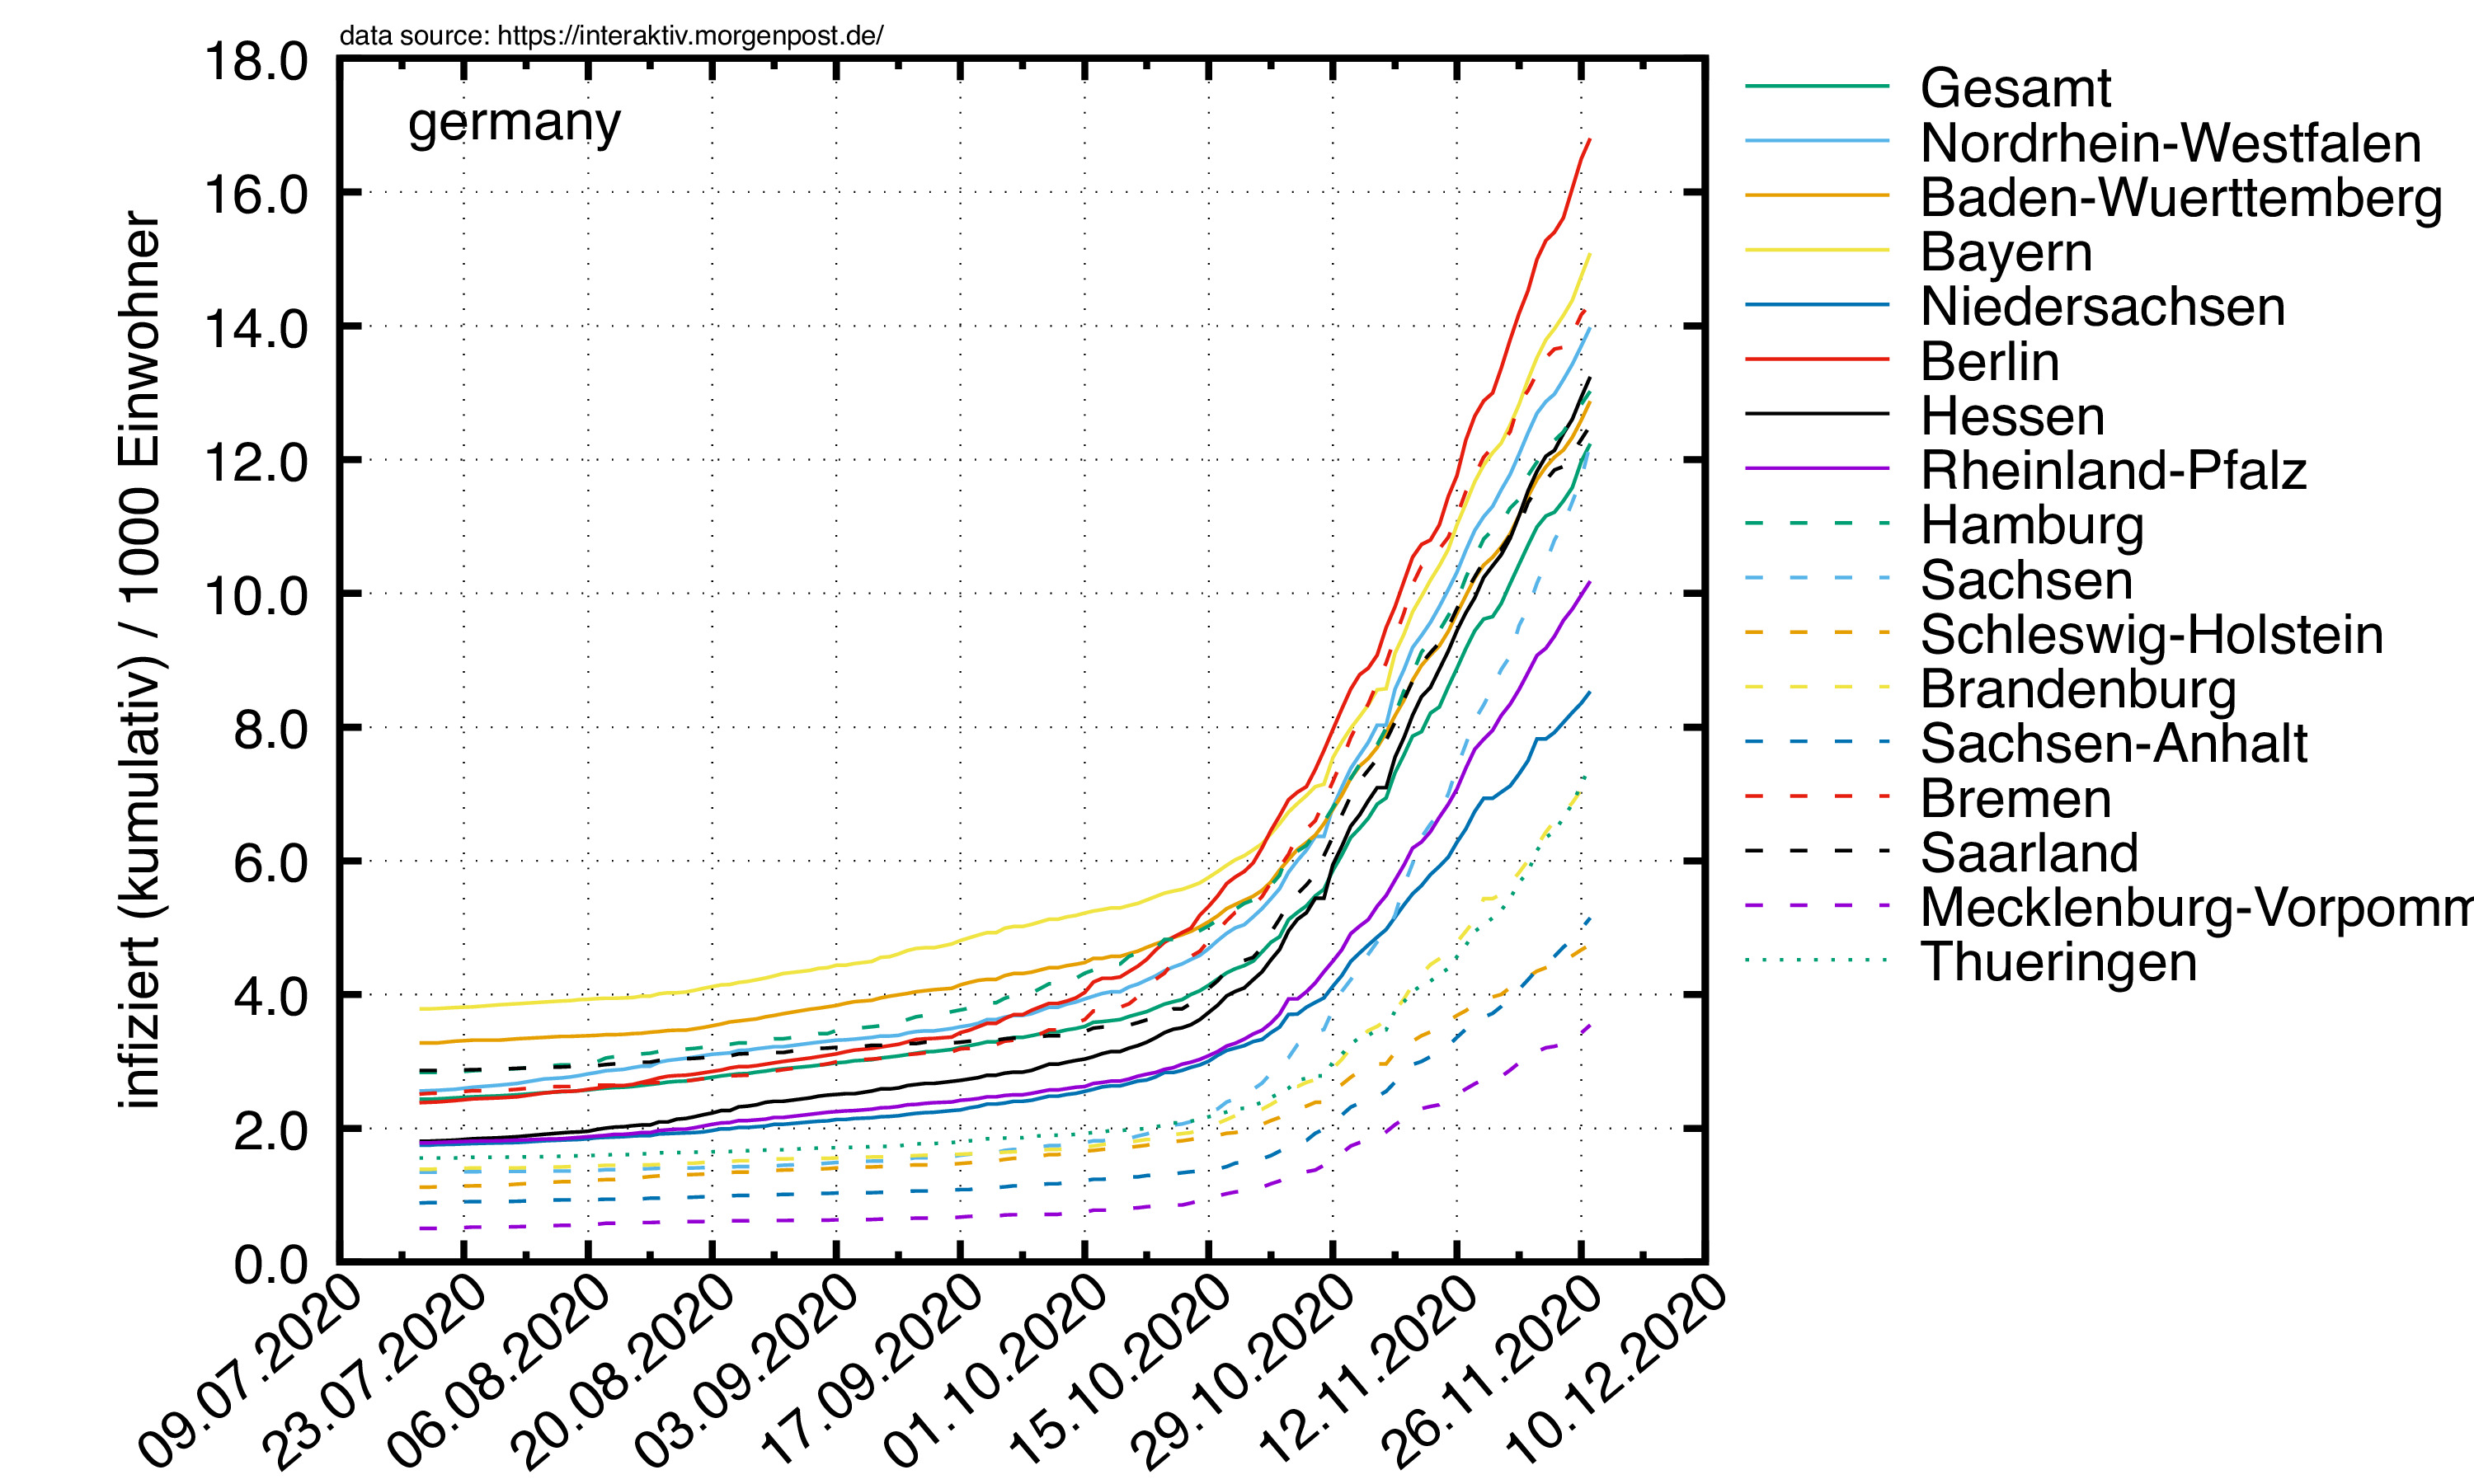 data source: https://interaktiv.morgenpost.de/
germany
infiziert (kumulativ) / 1000 Einwohner
18.0
16.0
14.0
12.0
10.0
8.0
6.0
4.0
2.0
0.0
09.07.2020
23.07.2020
06.08.2020
20.08.2020
03.09.2020
17.09.2020
01.10.2020
15.10.2020
29.10.2020
12.11.2020
26.11.2020
10.12.2020
Gesamt
Nordrhein-Westfalen
Baden-Wuerttemberg
Bayern
Niedersachsen
Berlin
Hessen
Rheinland-Pfalz
Hamburg
Sachsen
Schleswig-Holstein
Brandenburg
Sachsen-Anhalt
Bremen
Saarland
Mecklenburg-Vorpomm
Thueringen